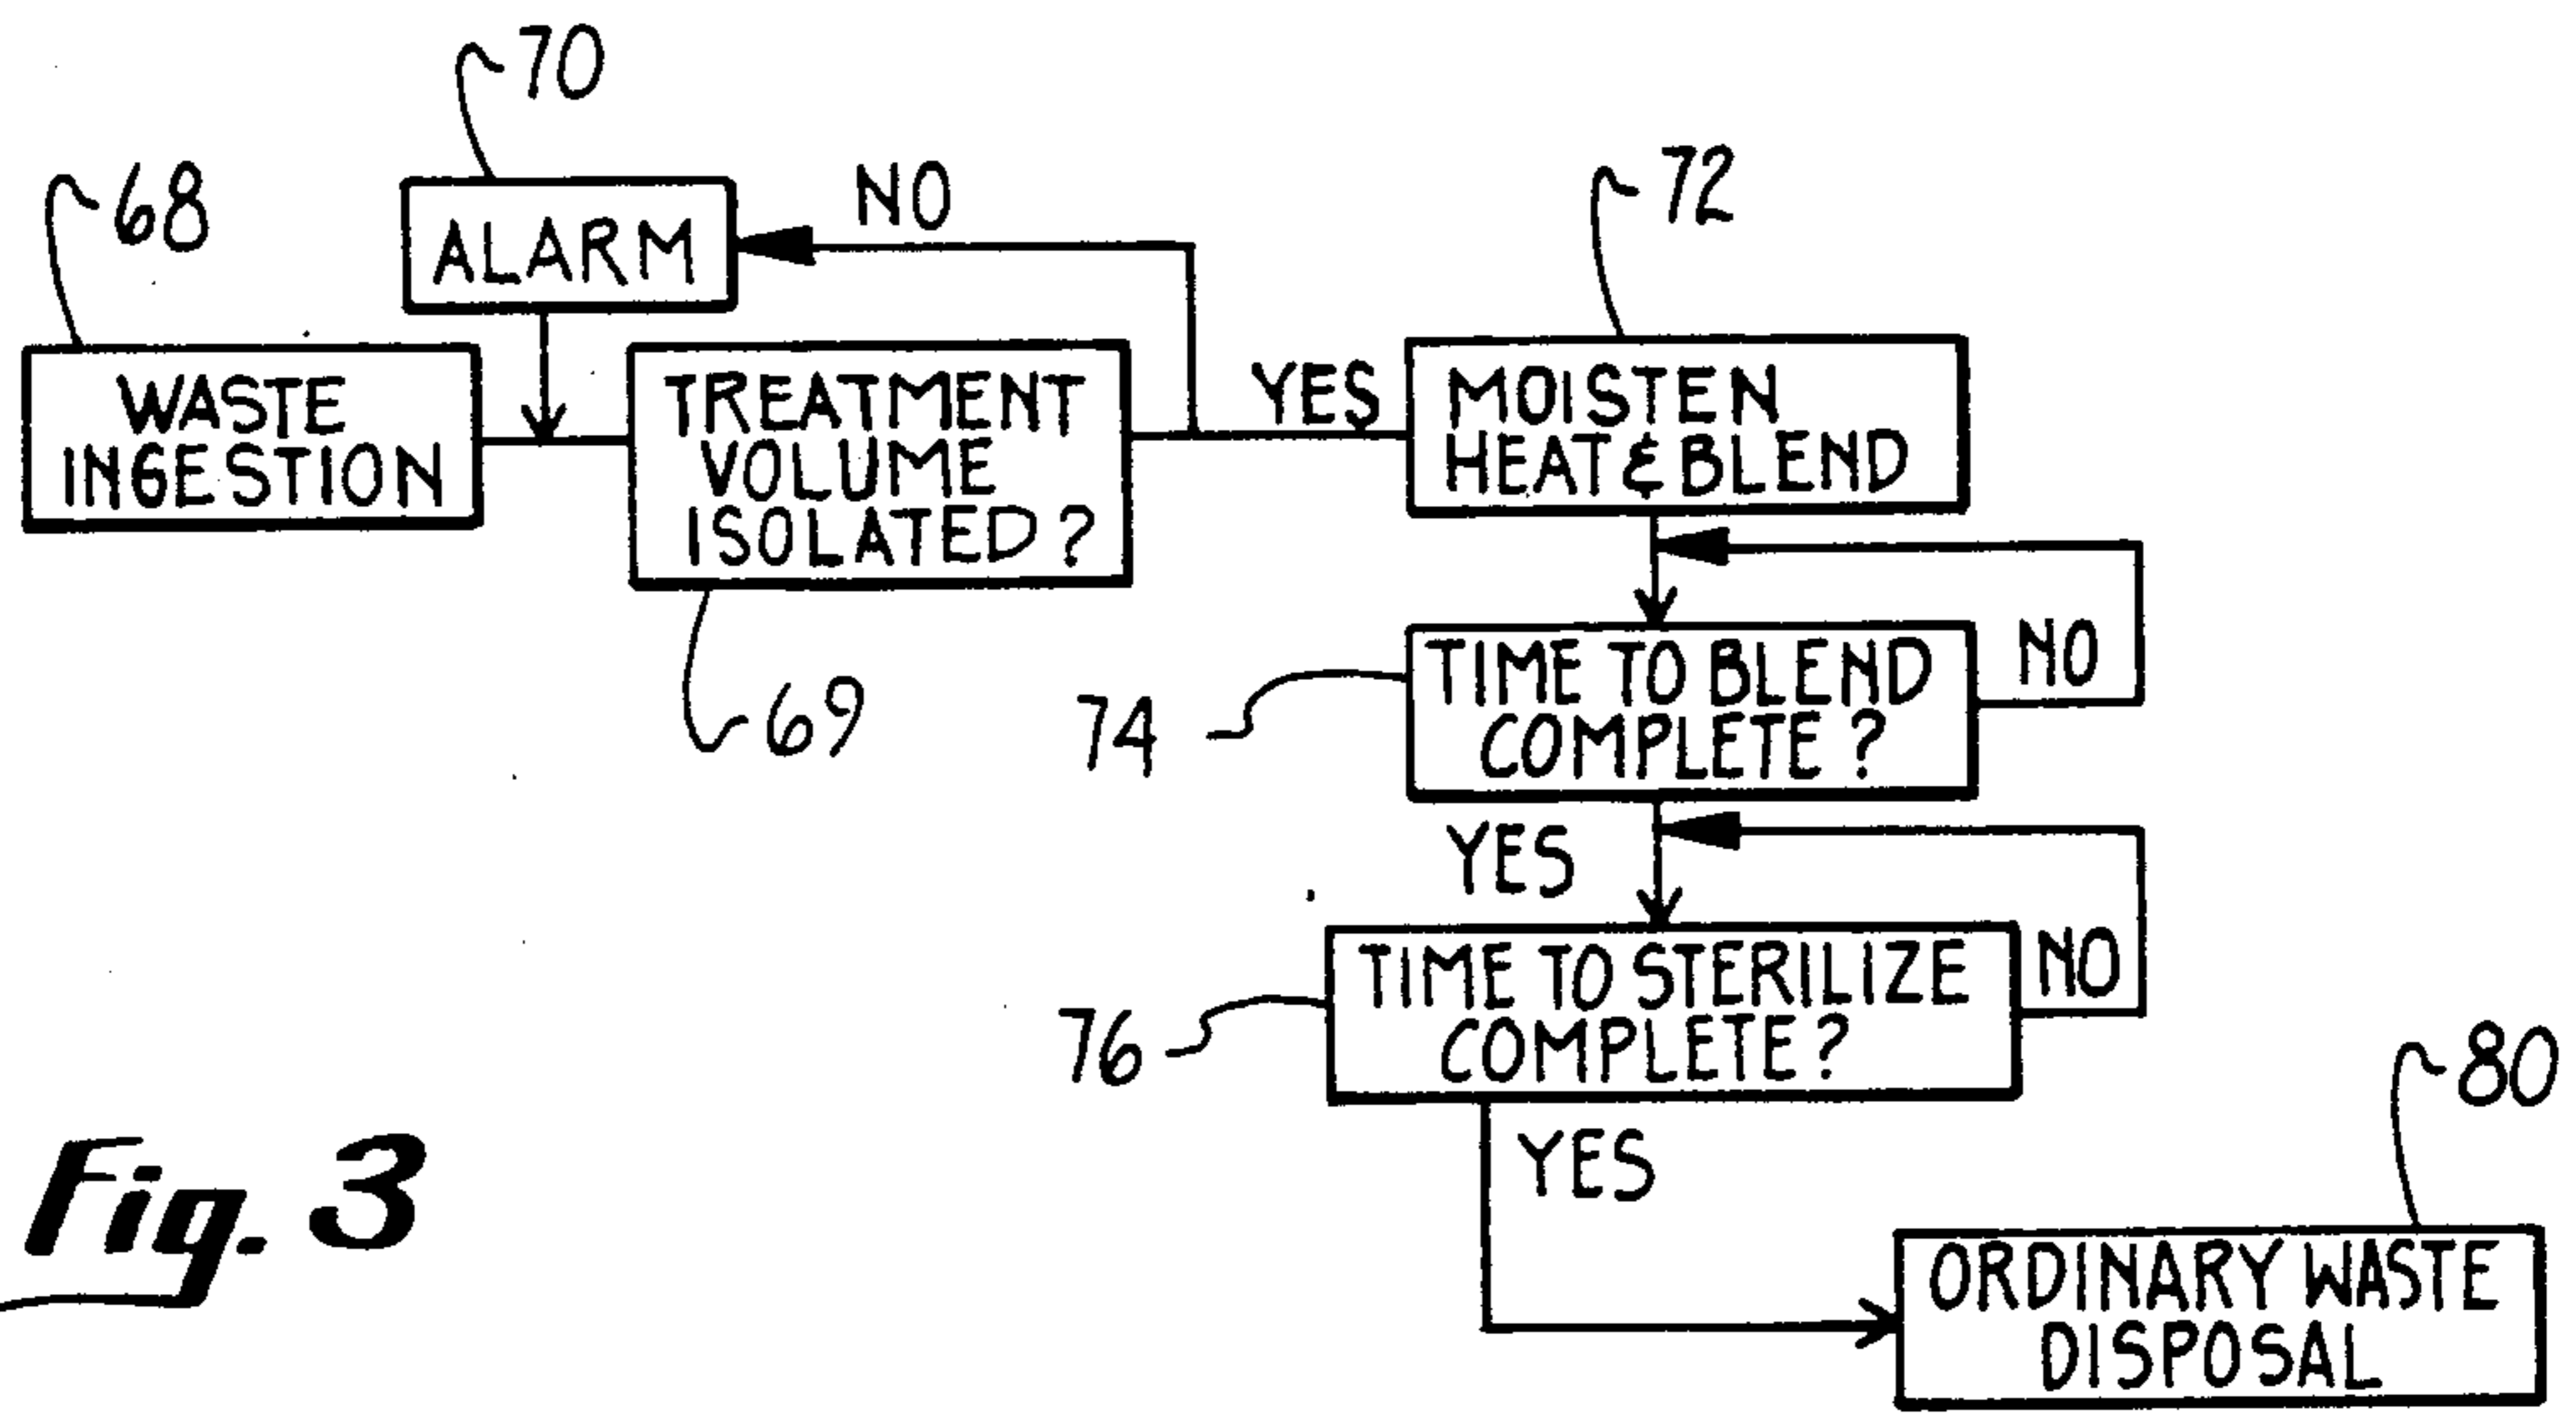 70
68
ALARM
NO
72
WASTE
INGESTION
TREATMENT
VOLUME
ISOLATED?
YES
MOISTEN
HEAT & BLEND
69
74
TIME TO BLEND
COMPLETE?
NO
YES
76
TIME TO STERILIZE
COMPLETE?
NO
YES
80
ORDINARY WASTE
DISPOSAL
Fig. 3